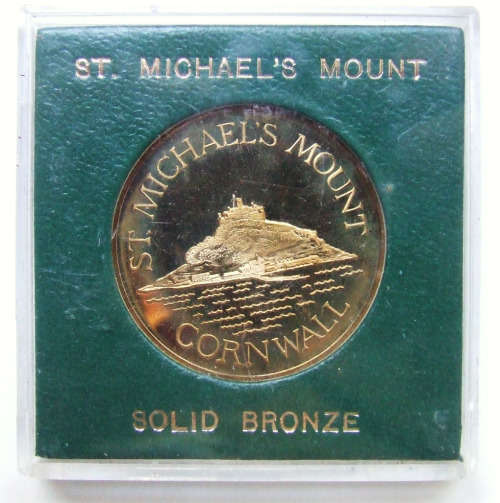 ST. MICHAEL'S MOUNT
ST. MICHAEL'S MOUNT
CORNWALL
SOLID BRONZE